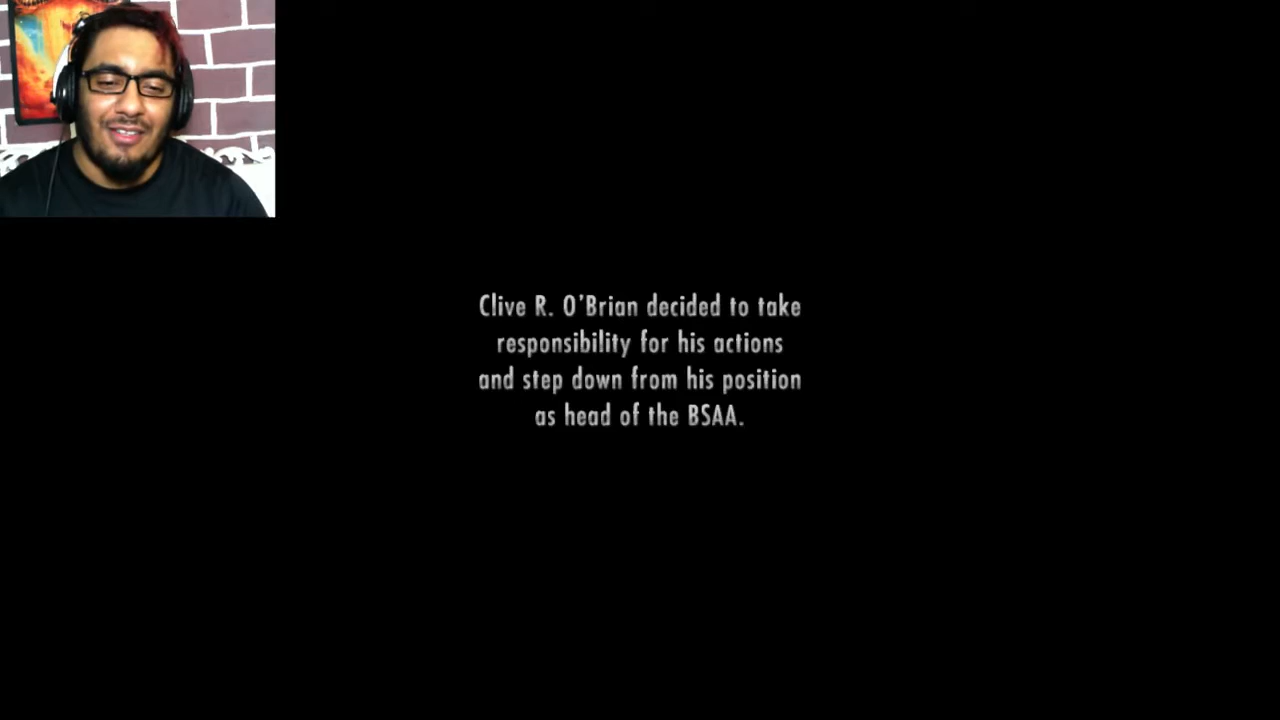 Clive R. O'Brian decided to take
responsibility for his actions
and step down from his position
as head of the BSAA.